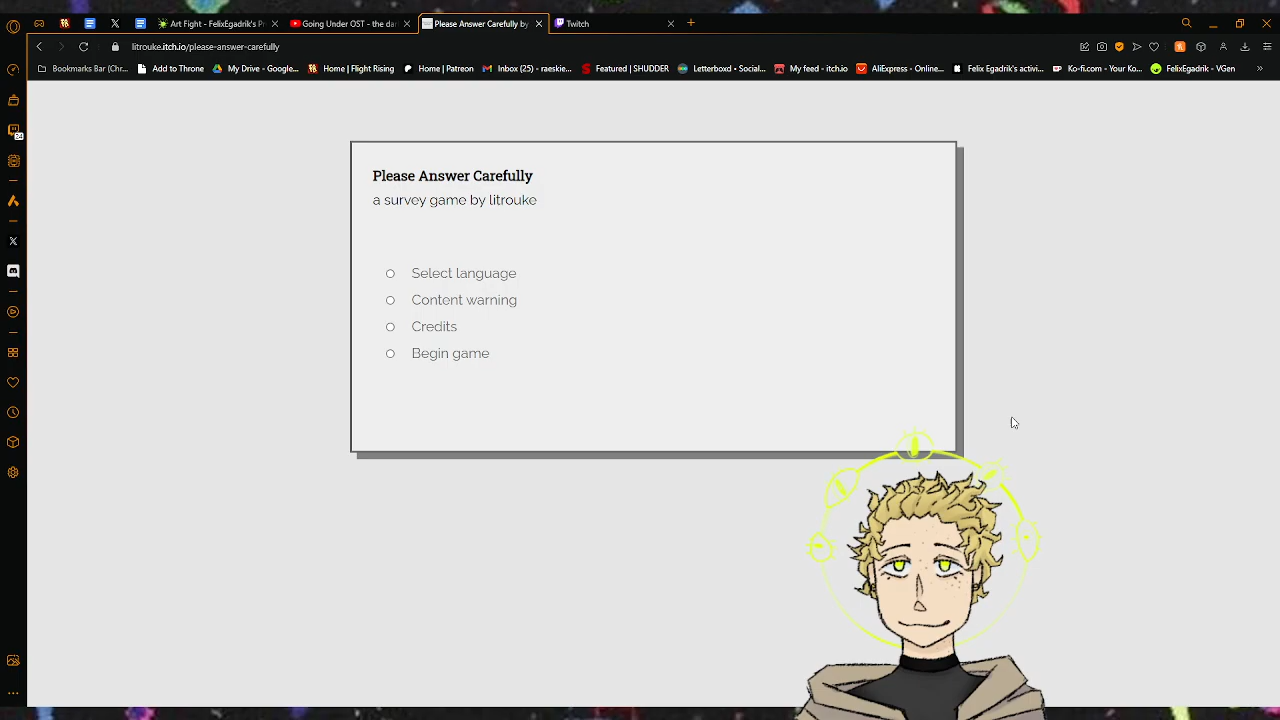 Art Fight - FelixEgadrik's Pr
Going Under OST - the da
Please Answer Carefully by
Twitch
litrouke.itch.io/please-answer-carefully
Bookmarks Bar (Chr...
Add to Throne
My Drive - Google...
Home | Flight Rising
Home | Patreon
Inbox (25) - raeskie...
Featured | SHUDDER
Letterboxd • Social...
My feed - itch.io
AliExpress - Online...
Felix Egadrik's activi...
Ko-fi.com - Your Ko...
FelixEgadrik - VGen
24
Please Answer Carefully
a survey game by litrouke
Select language
Content warning
Credits
Begin game